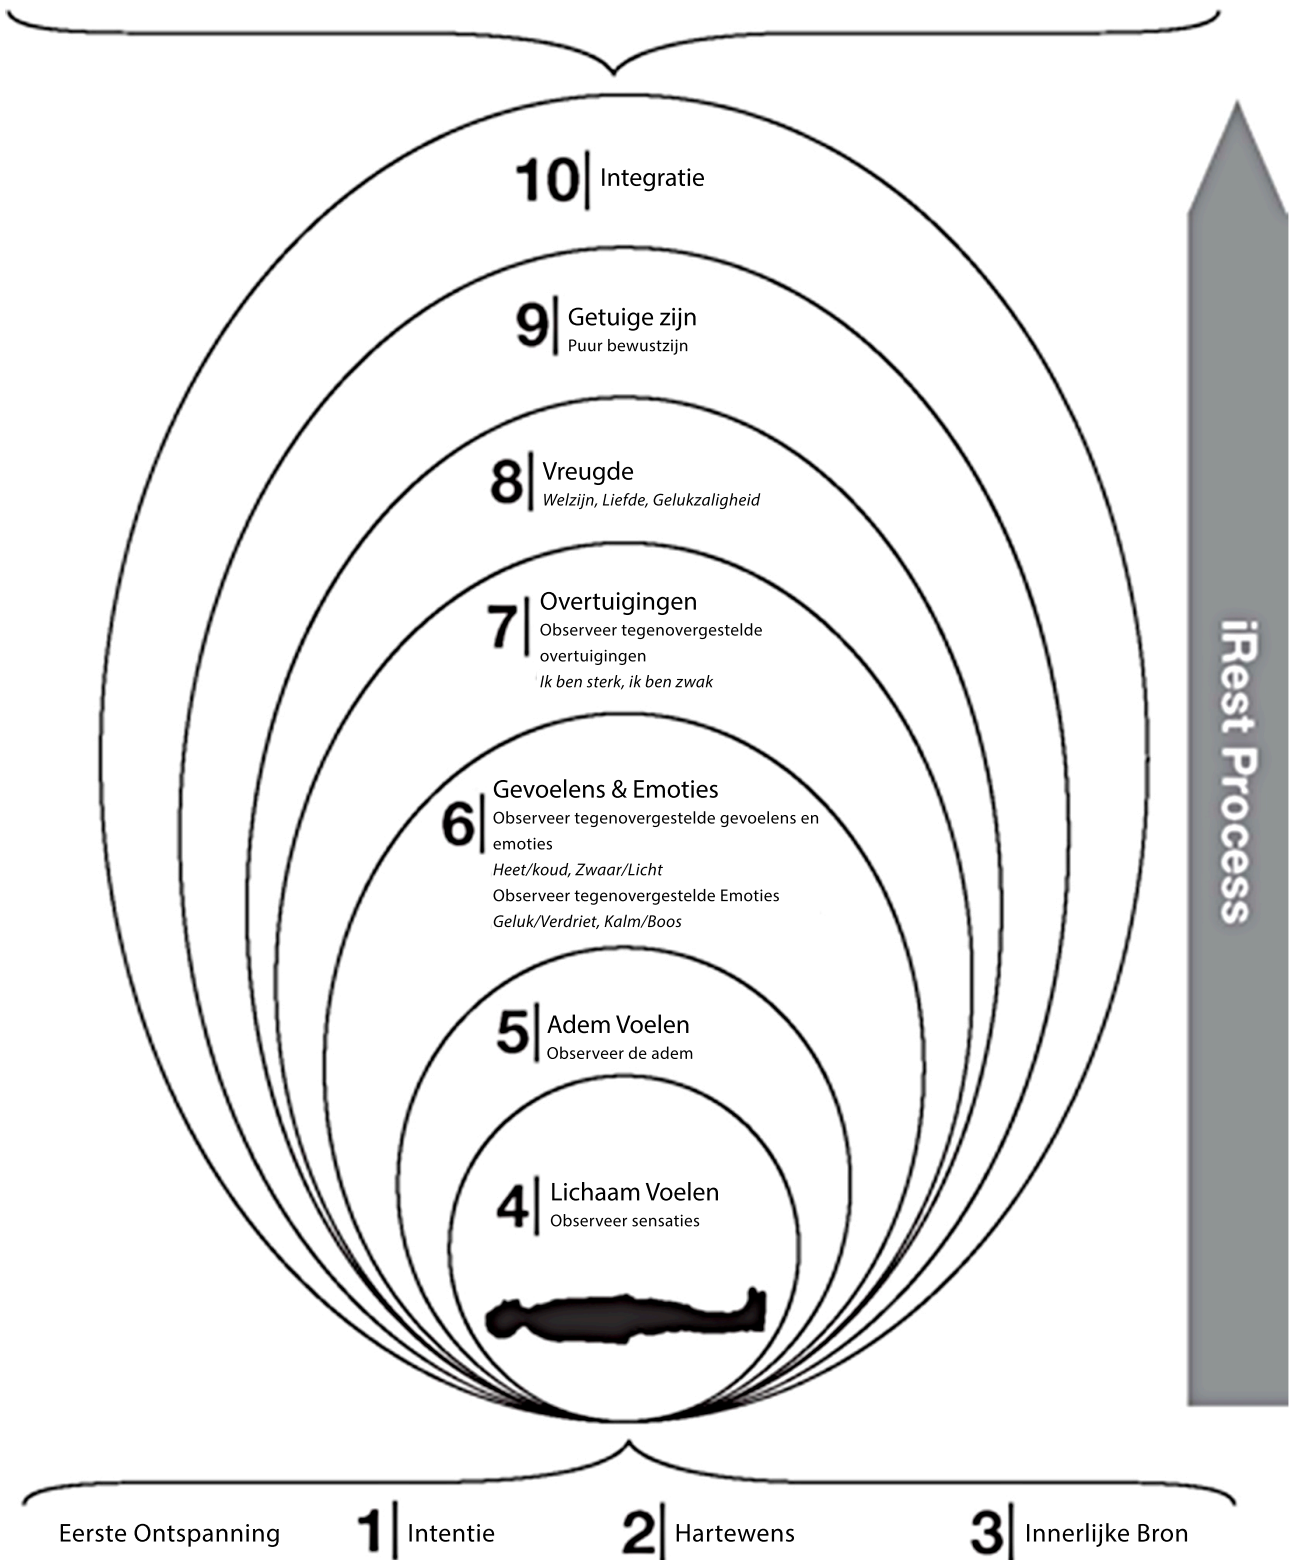 10 Integratie
9 Getuige zijn
Puur bewustzijn
8 Vreugde
Welzijn, Liefde, Gelukzaligheid
7 Overtuigingen
Observeer tegenovergestelde
overtuigingen
Ik ben sterk, ik ben zwak
6 Gevoelens & Emoties
Observeer tegenovergestelde gevoelens en
emoties
Heet/koud, Zwaar/Licht
Observeer tegenovergestelde Emoties
Geluk/Verdriet, Kalm/Boos
5 Adem Voelen
Observeer de adem
4 Lichaam Voelen
Observeer sensaties
Eerste Ontspanning 1 Intentie 2 Hartewens 3 Innerlijke Bron
iRest Process